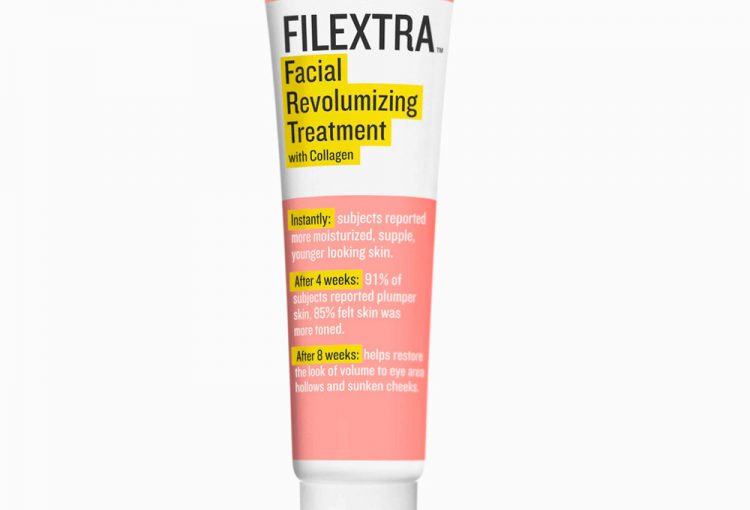 FILEXTRA™
Facial
Revolumizing
Treatment
with Collagen
Instantly: subjects reported
more moisturized, supple,
younger looking skin.
After 4 weeks: 91% of
subjects reported plumper
skin, 85% felt skin was
more toned.
After 8 weeks: helps restore
the look of volume to eye area
hollows and sunken cheeks.